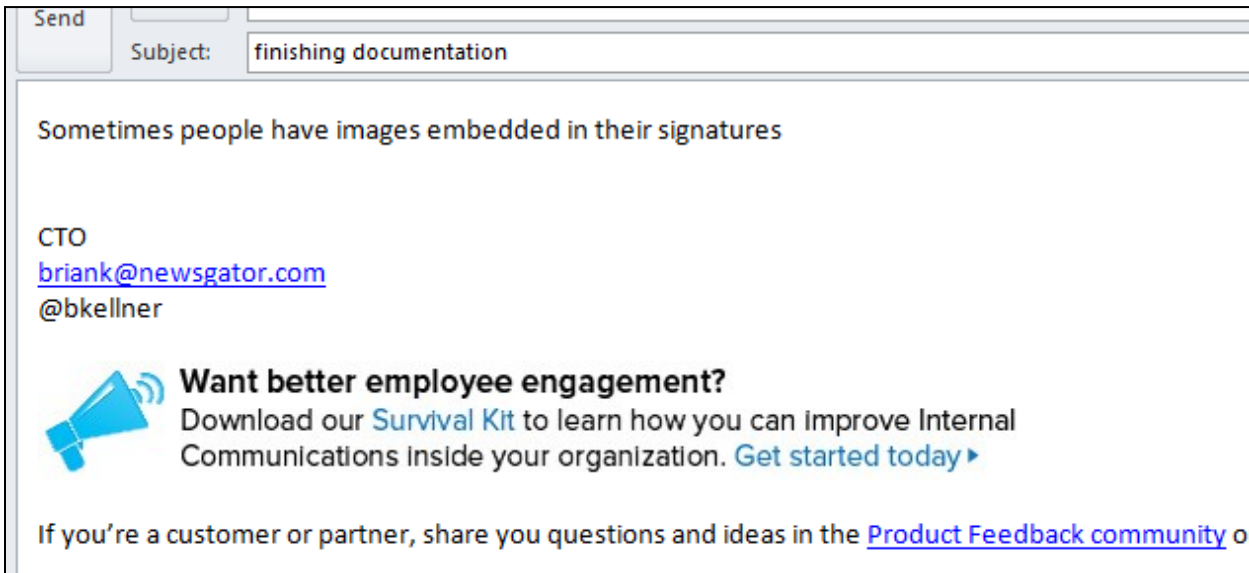 Send
Subject: finishing documentation
Sometimes people have images embedded in their signatures
CTO
briank@newsgator.com
@bkellner
Want better employee engagement?
Download our Survival Kit to learn how you can improve Internal
Communications inside your organization. Get started today
If you’re a customer or partner, share you questions and ideas in the Product Feedback community